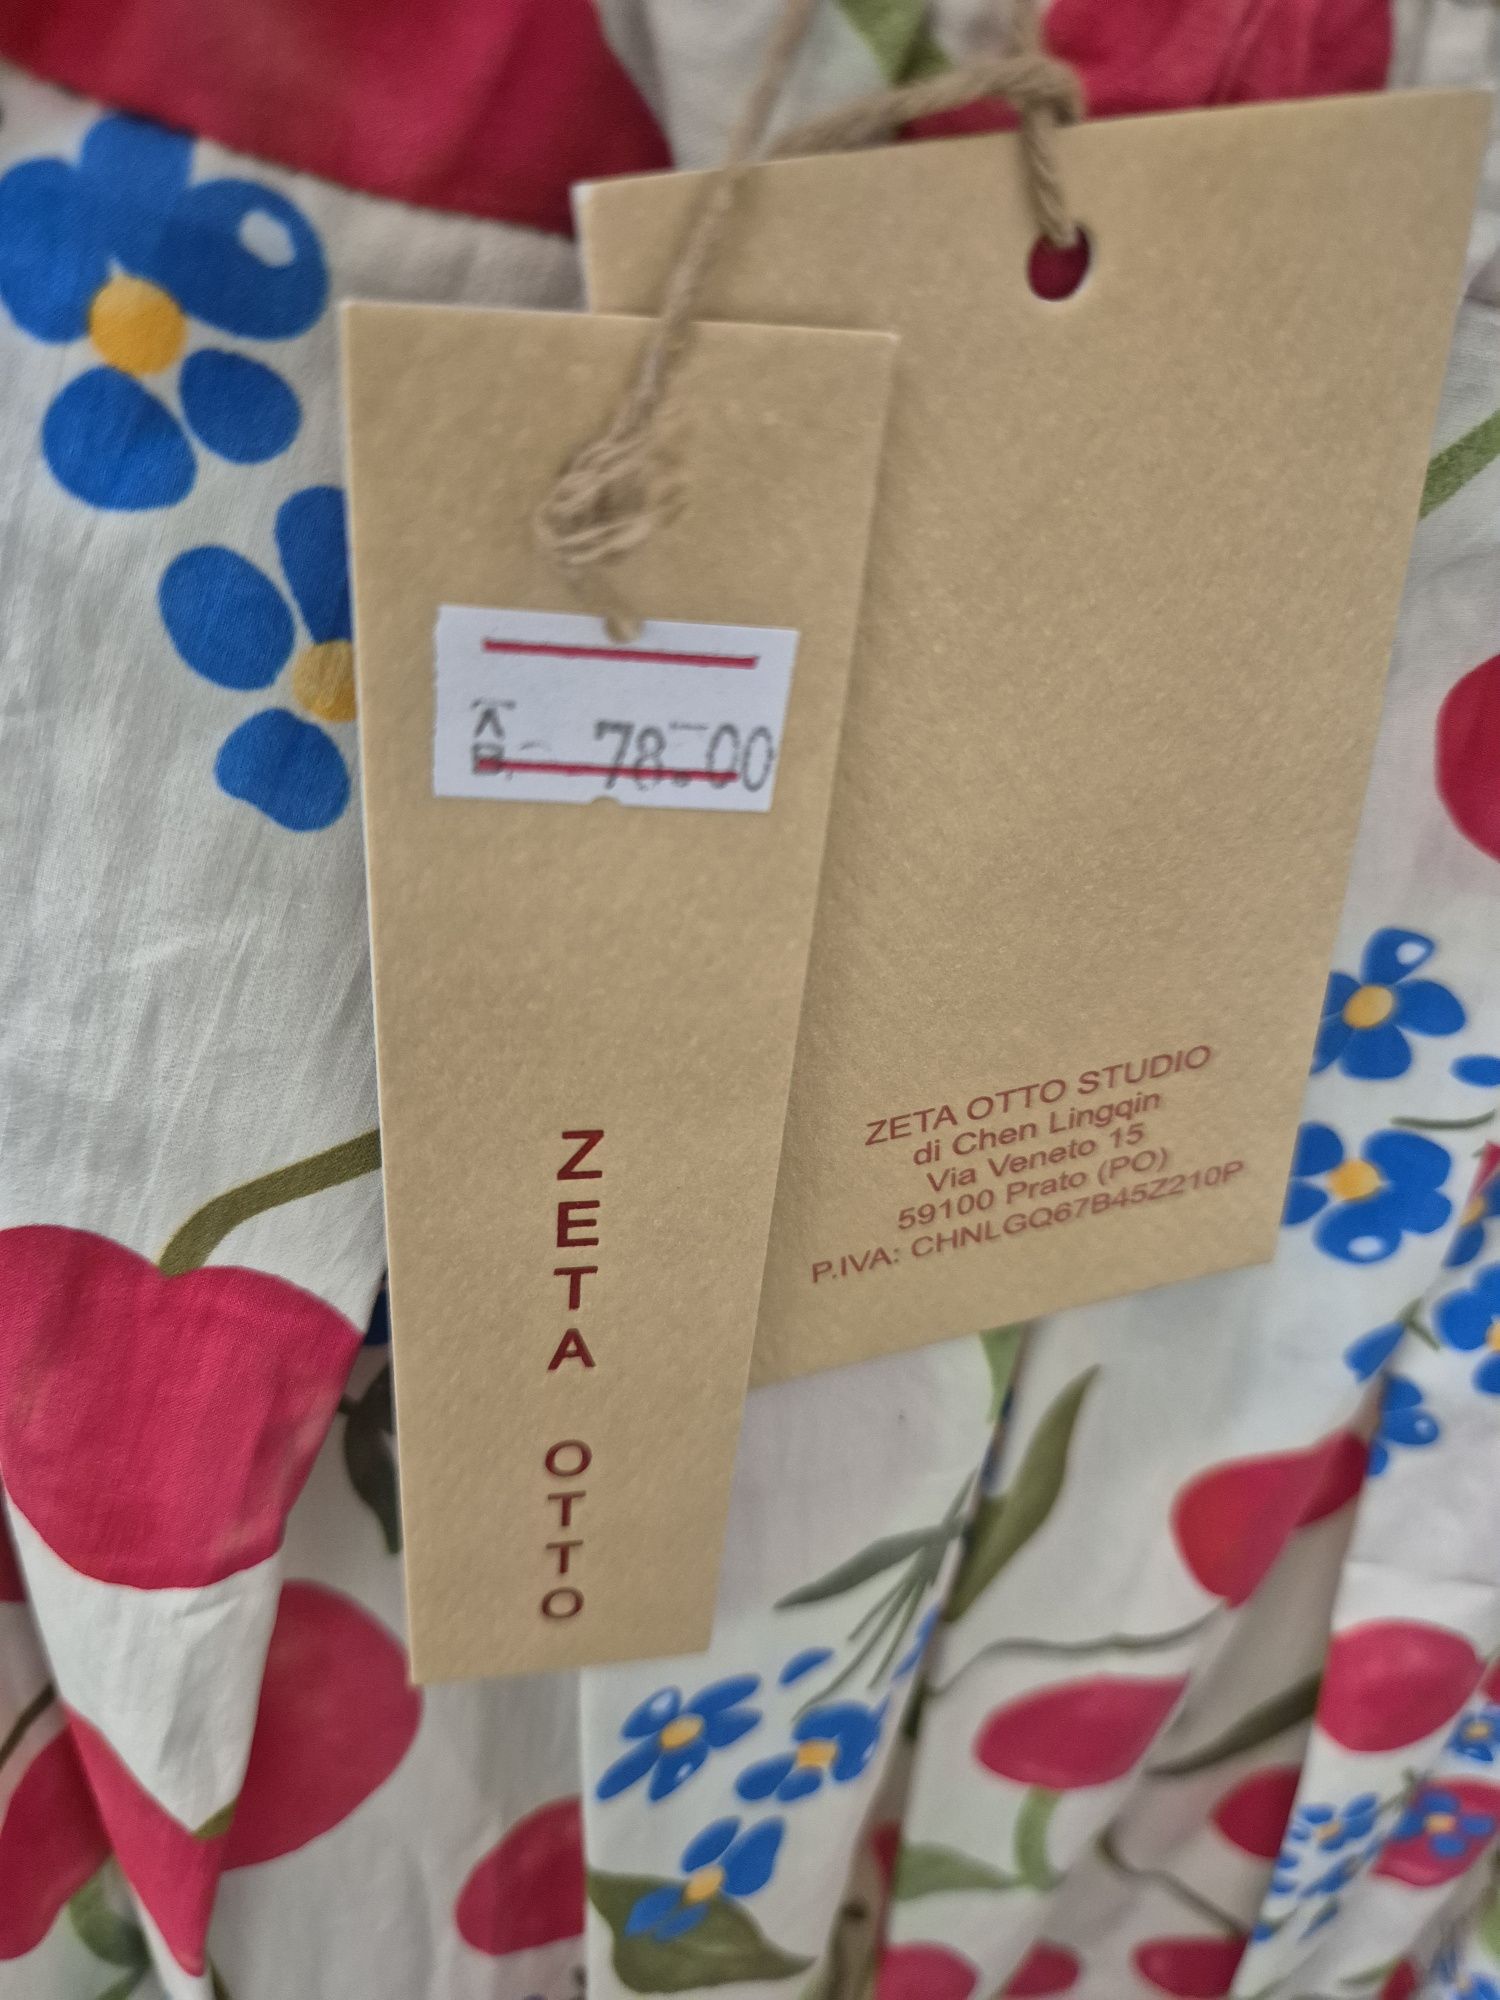 78.00
ZETA
OTTO
ZETA OTTO STUDIO
di Chen Lingqin
Via Veneto 15
59100 Prato (PO)
P.IVA: CHNLGQ67B45Z210P